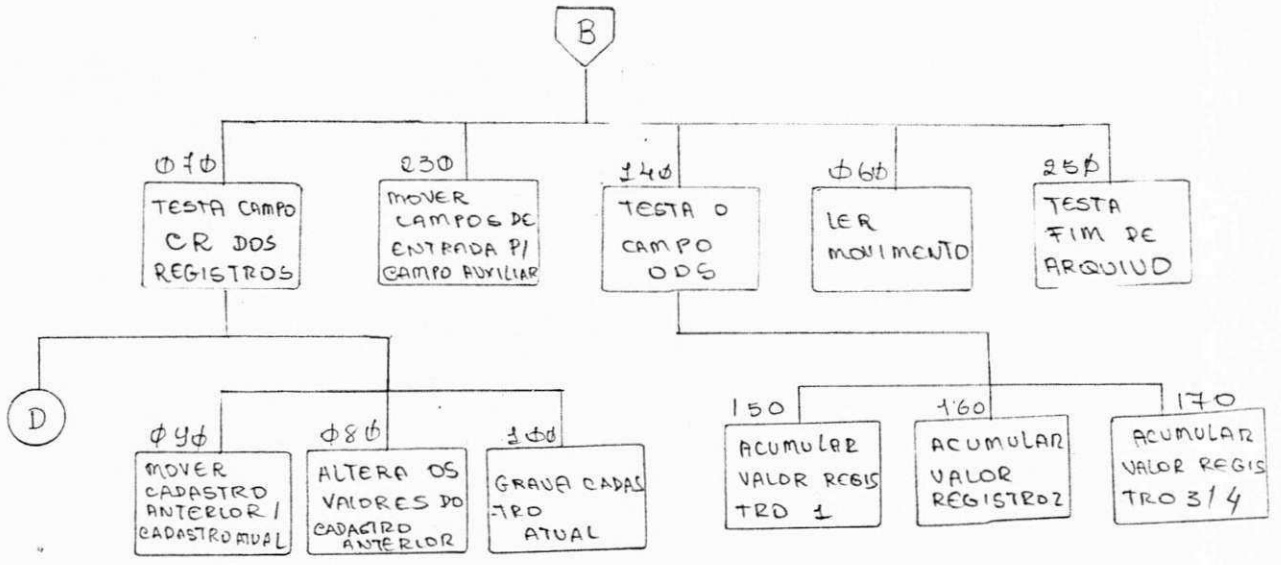 B
070
TESTA CAMPO
CR DOS
REGISTROS
230
MOVER
CAMPOS DE
ENTRADA P/
CAMPO AUXILIAR
140
TESTA O
CAMPO
ODS
060
LER
MOVIMENTO
250
TESTA
FIM DE
ARQUIVO
D
090
MOVER
CADASTRO
ANTERIOR /
CADASTRO ATUAL
080
ALTERA OS
VALORES DO
CADASTRO
ANTERIOR
100
GRAVA CADAS
TRO
ATUAL
150
ACUMULAR
VALOR REGIS
TRO 1
160
ACUMULAR
VALOR
REGISTRO2
170
ACUMULAR
VALOR REGIS
TRO 3/4